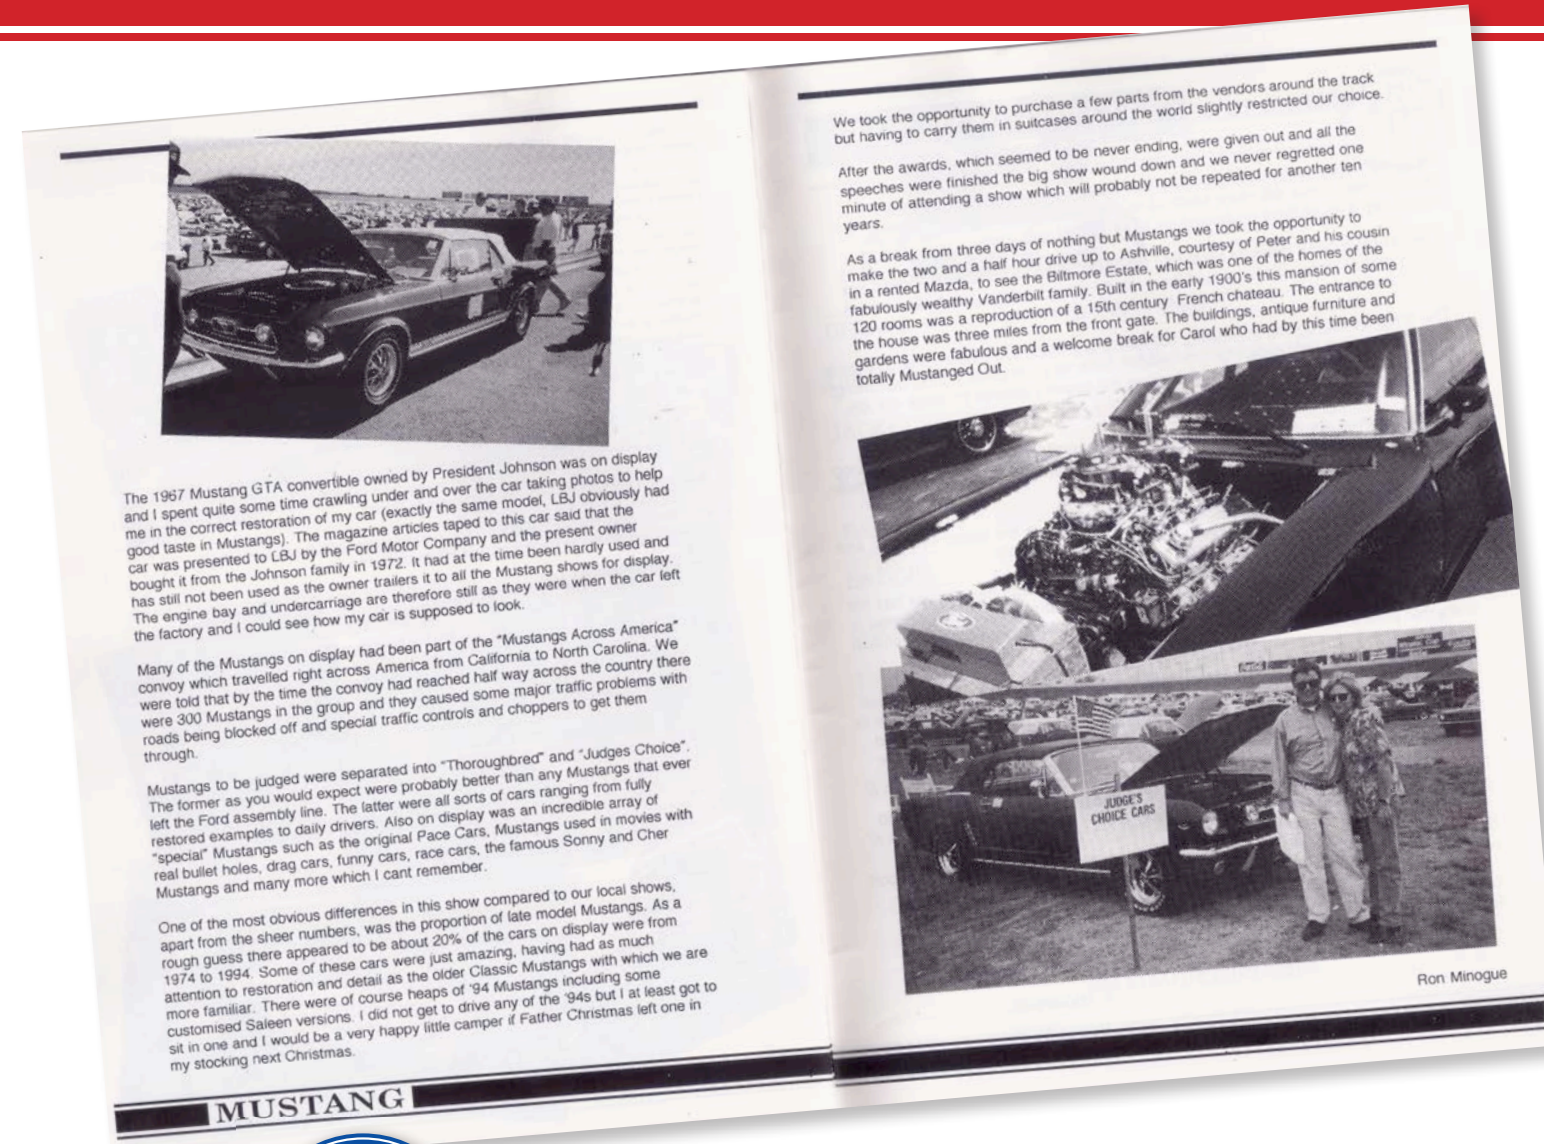 The 1967 Mustang GTA convertible owned by President Johnson was on display
and I spent quite some time crawling under and over the car taking photos to help
me in the correct restoration of my car (exactly the same model, LBJ obviously had
good taste in Mustangs). The magazine articles taped to this car said that the
car was presented to LBJ by the Ford Motor Company and the present owner
bought it from the Johnson family in 1972. It had at the time been hardly used and
has still not been used as the owner trailers it to all the Mustang shows for display.
The engine bay and undercarriage are therefore still as they were when the car left
the factory and I could see how my car is supposed to look.
Many of the Mustangs on display had been part of the "Mustangs Across America"
convoy which travelled right across America from California to North Carolina. We
were told that by the time the convoy had reached half way across the country there
were 300 Mustangs in the group and they caused some major traffic problems with
roads being blocked off and special traffic controls and choppers to get them
through.
Mustangs to be judged were separated into "Thoroughbred" and "Judges Choice".
The former as you would expect were probably better than any Mustangs that ever
left the Ford assembly line. The latter were all sorts of cars ranging from fully
restored examples to daily drivers. Also on display was an incredible array of
"special" Mustangs such as the original Pace Cars, Mustangs used in movies with
real bullet holes, drag cars, funny cars, race cars, the famous Sonny and Cher
Mustangs and many more which I cant remember.
One of the most obvious differences in this show compared to our local shows,
apart from the sheer numbers, was the proportion of late model Mustangs. As a
rough guess there appeared to be about 20% of the cars on display were from
1974 to 1994. Some of these cars were just amazing, having had as much
attention to restoration and detail as the older Classic Mustangs with which we are
more familiar. There were of course heaps of '94 Mustangs including some
customised Saleen versions. I did not get to drive any of the '94s but I at least got to
sit in one and I would be a very happy little camper if Father Christmas left one in
my stocking next Christmas.
MUSTANG
We took the opportunity to purchase a few parts from the vendors around the track
but having to carry them in suitcases around the world slightly restricted our choice.
After the awards, which seemed to be never ending, were given out and all the
speeches were finished the big show wound down and we never regretted one
minute of attending a show which will probably not be repeated for another ten
years.
As a break from three days of nothing but Mustangs we took the opportunity to
make the two and a half hour drive up to Ashville, courtesy of Peter and his cousin
in a rented Mazda, to see the Biltmore Estate, which was one of the homes of the
fabulously wealthy Vanderbilt family. Built in the early 1900's this mansion of some
120 rooms was a reproduction of a 15th century French chateau. The entrance to
the house was three miles from the front gate. The buildings, antique furniture and
gardens were fabulous and a welcome break for Carol who had by this time been
totally Mustanged Out.
JUDGE'S
CHOICE CARS
Ron Minogue